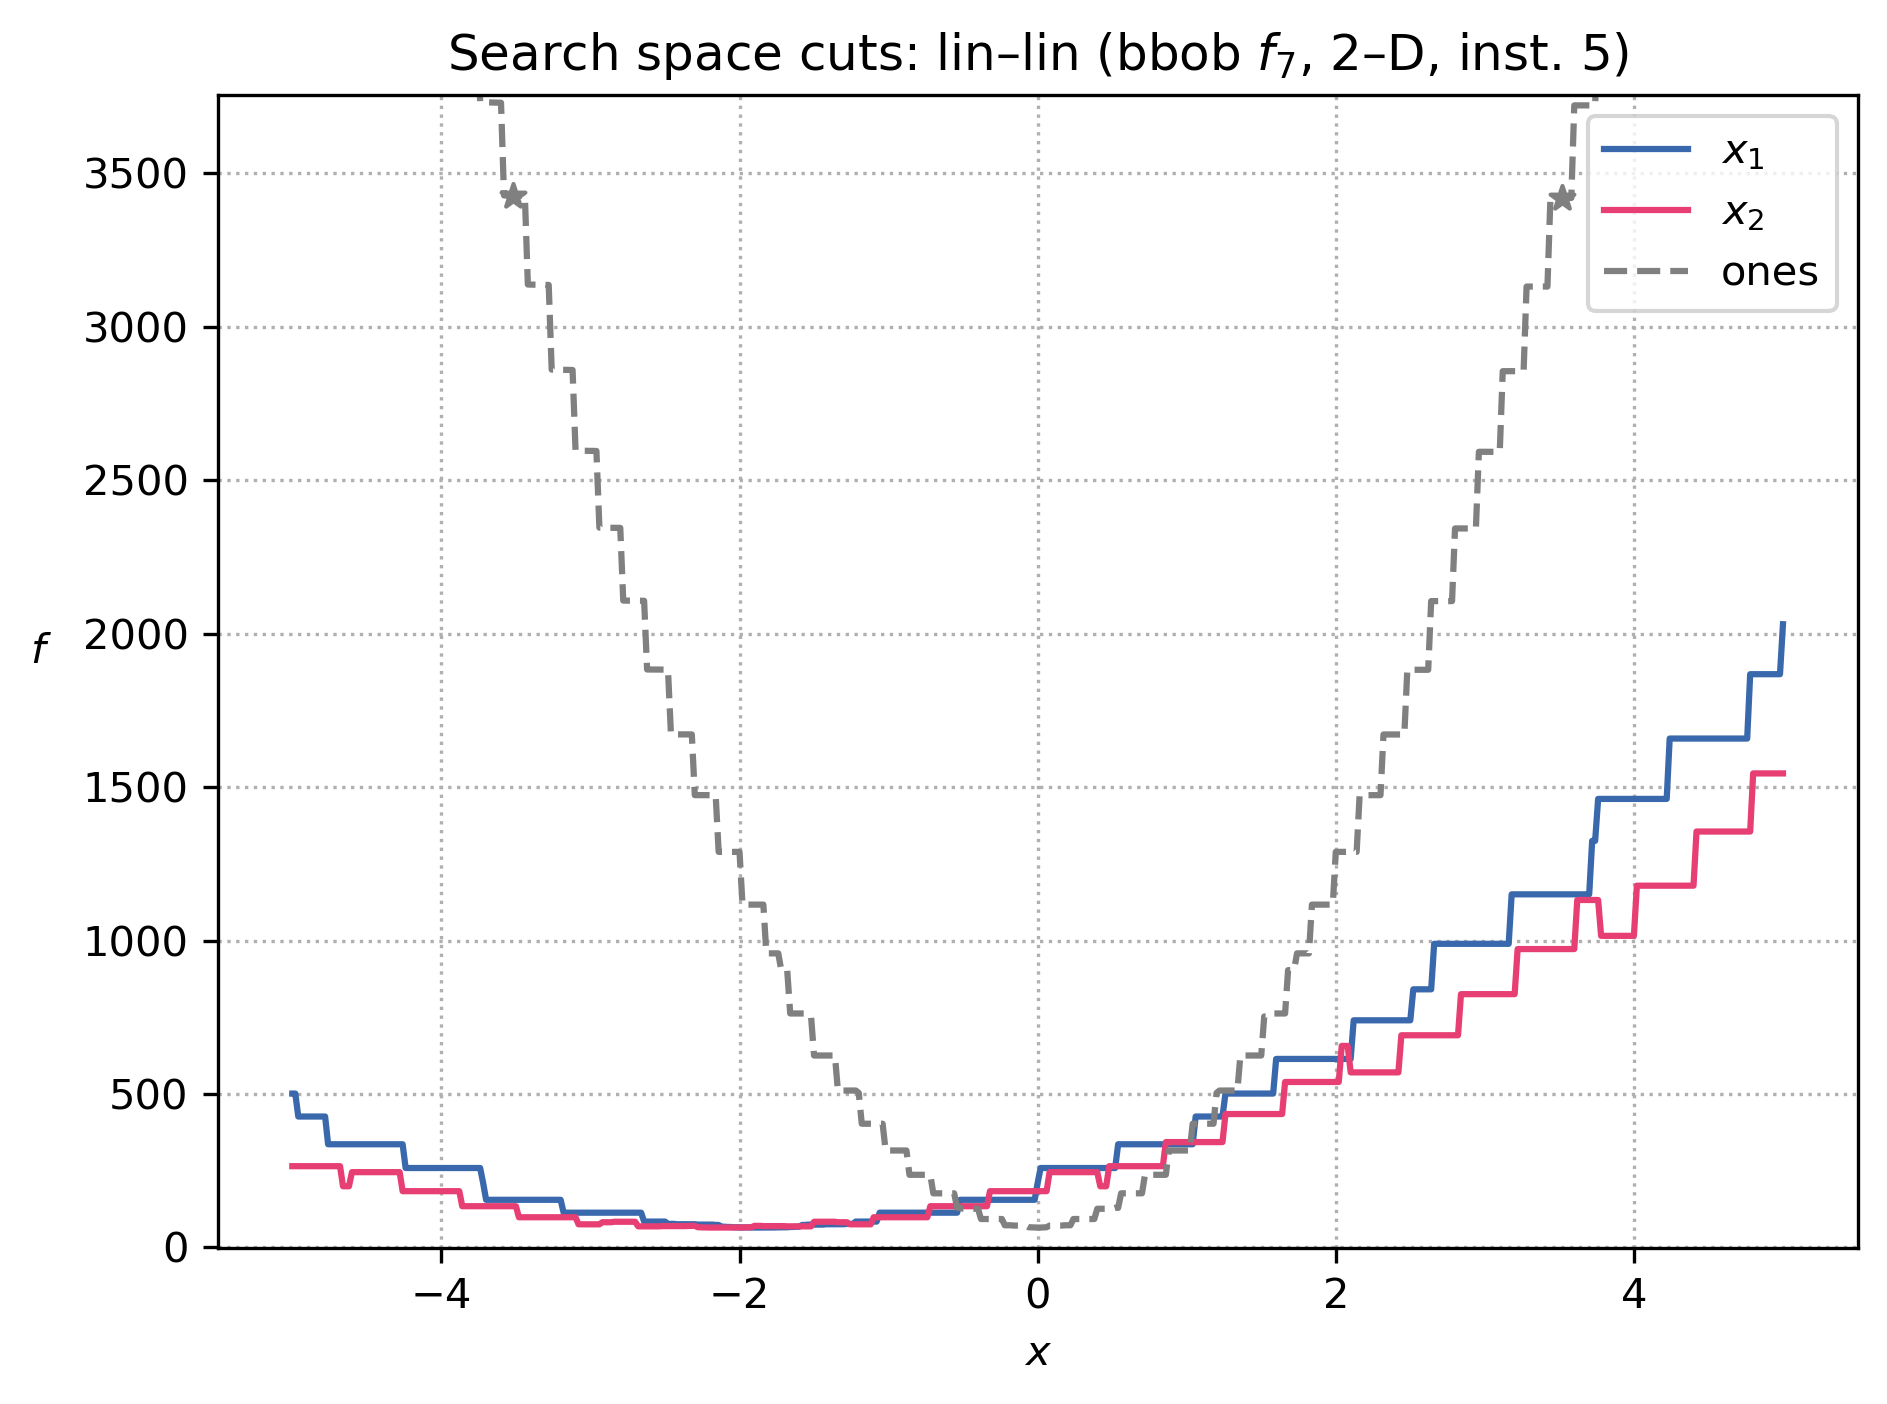 Search space cuts: lin–lin (bbob f₇, 2–D, inst. 5)
x₁
x₂
ones
3500
3000
2500
2000
1500
1000
500
0
f
−4 −2 0 2 4
x